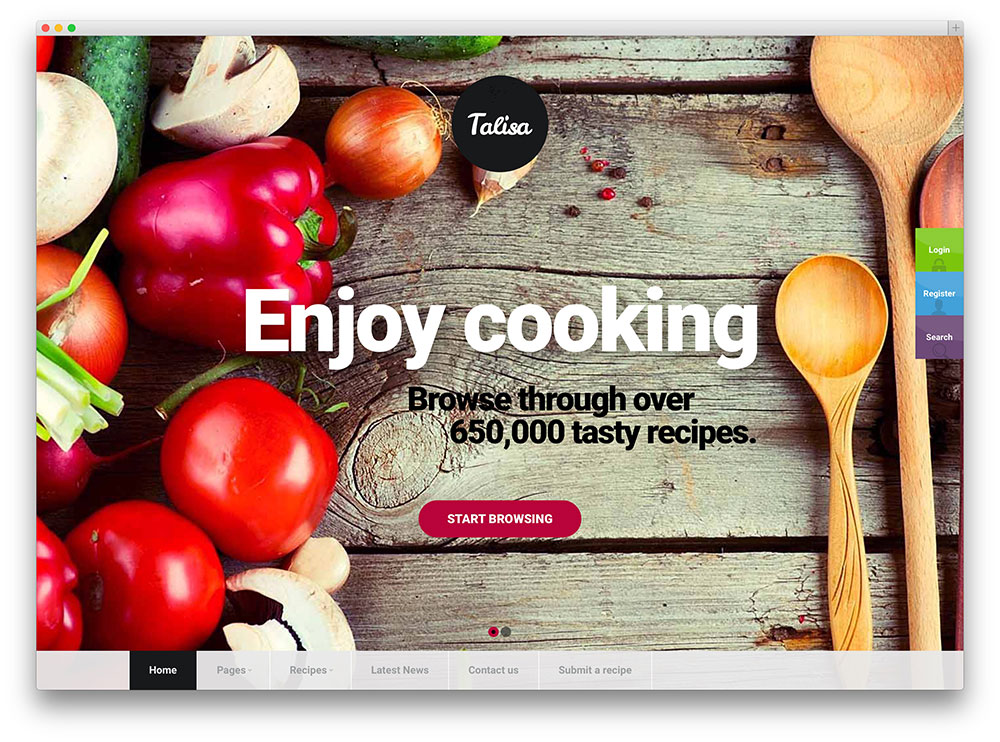 Talisa
Login
Register
Search
Enjoy cooking
Browse through over
650,000 tasty recipes.
START BROWSING
Home
Pages
Recipes
Latest News
Contact us
Submit a recipe